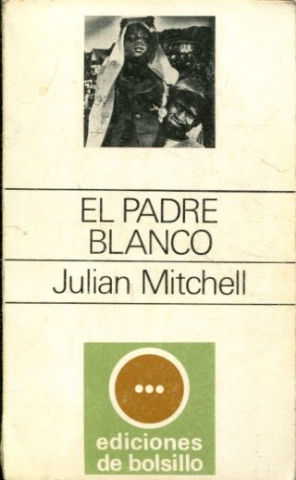 EL PADRE
BLANCO
Julian Mitchell
ediciones
de bolsillo